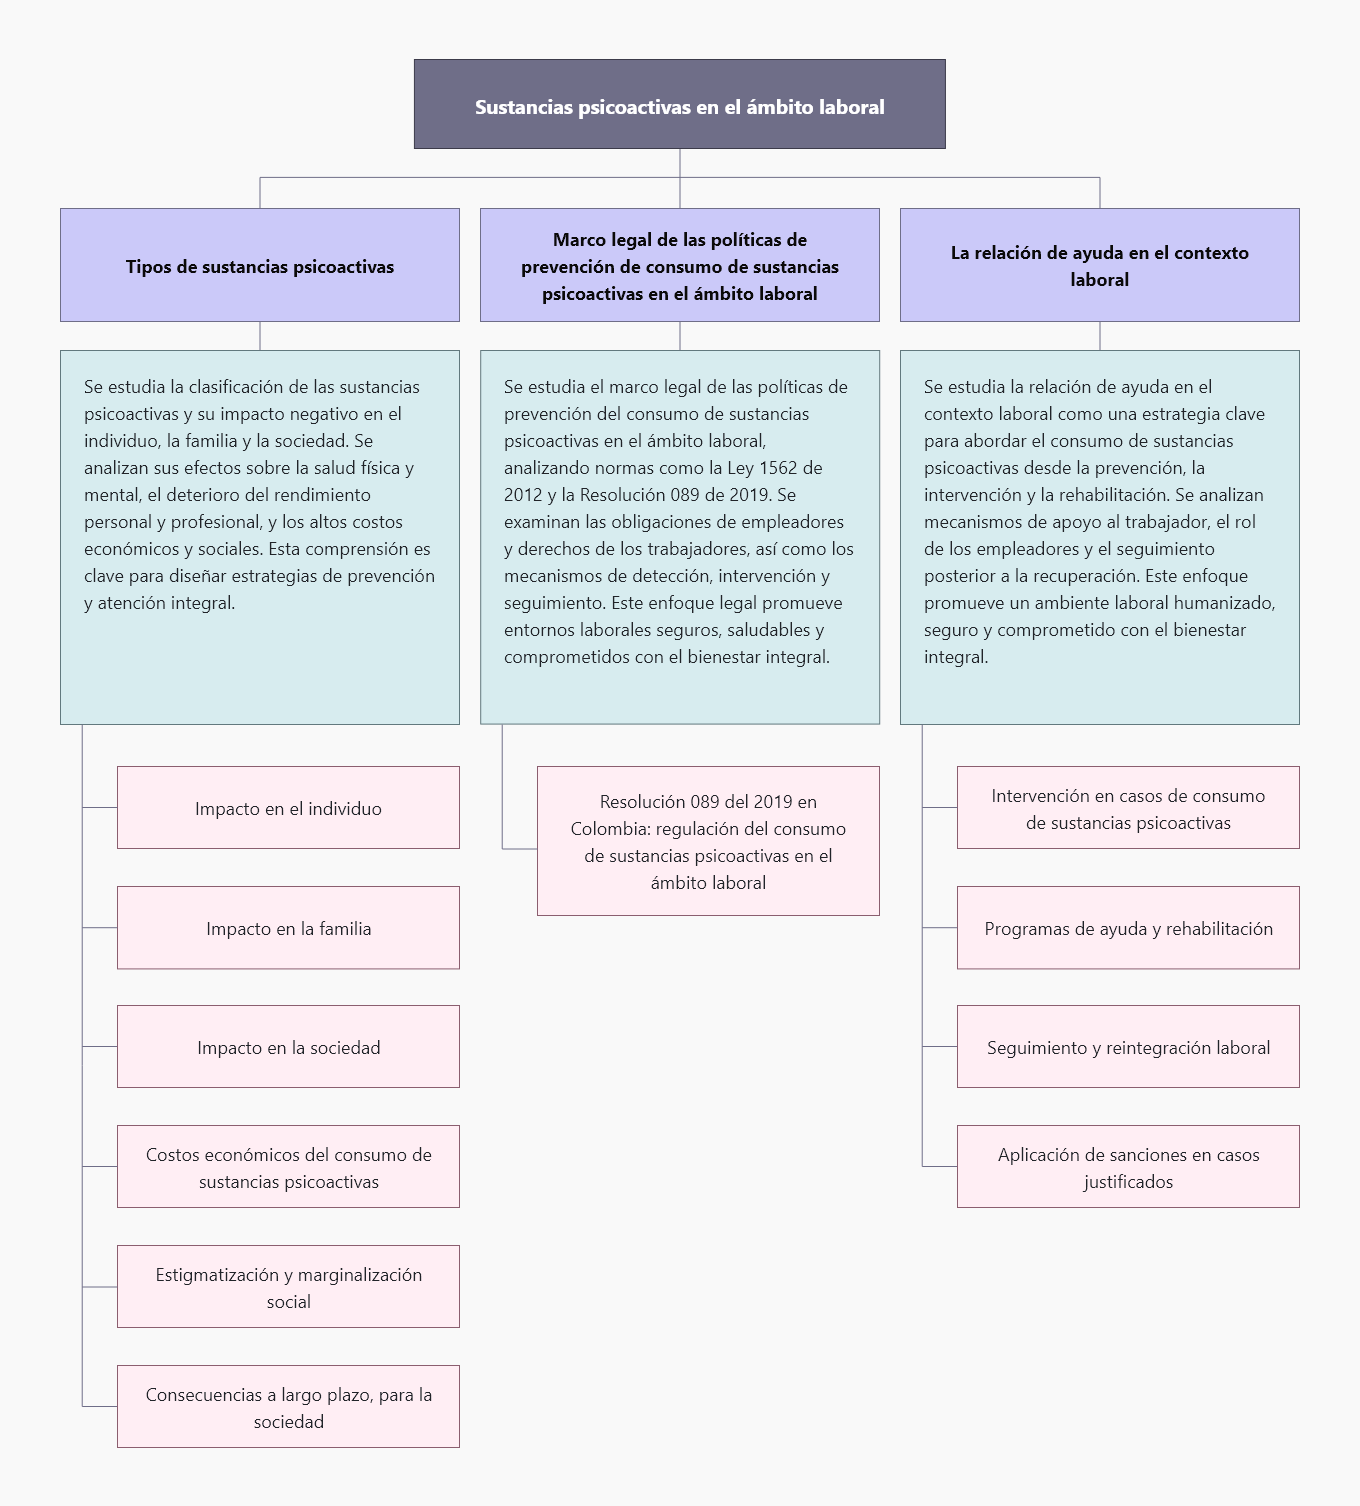 Sustancias psicoactivas en el ámbito laboral
Tipos de sustancias psicoactivas
Se estudia la clasificación de las sustancias
psicoactivas y su impacto negativo en el
individuo, la familia y la sociedad. Se
analizan sus efectos sobre la salud física y
mental, el deterioro del rendimiento
personal y profesional, y los altos costos
económicos y sociales. Esta comprensión es
clave para diseñar estrategias de prevención
y atención integral.
Impacto en el individuo
Impacto en la familia
Impacto en la sociedad
Costos económicos del consumo de
sustancias psicoactivas
Estigmatización y marginalización
social
Consecuencias a largo plazo, para la
sociedad
Marco legal de las políticas de
prevención de consumo de sustancias
psicoactivas en el ámbito laboral
Se estudia el marco legal de las políticas de
prevención del consumo de sustancias
psicoactivas en el ámbito laboral,
analizando normas como la Ley 1562 de
2012 y la Resolución 089 de 2019. Se
examinan las obligaciones de empleadores
y derechos de los trabajadores, así como los
mecanismos de detección, intervención y
seguimiento. Este enfoque legal promueve
entornos laborales seguros, saludables y
comprometidos con el bienestar integral.
Resolución 089 del 2019 en
Colombia: regulación del consumo
de sustancias psicoactivas en el
ámbito laboral
La relación de ayuda en el contexto
laboral
Se estudia la relación de ayuda en el
contexto laboral como una estrategia clave
para abordar el consumo de sustancias
psicoactivas desde la prevención, la
intervención y la rehabilitación. Se analizan
mecanismos de apoyo al trabajador, el rol
de los empleadores y el seguimiento
posterior a la recuperación. Este enfoque
promueve un ambiente laboral humanizado,
seguro y comprometido con el bienestar
integral.
Intervención en casos de consumo
de sustancias psicoactivas
Programas de ayuda y rehabilitación
Seguimiento y reintegración laboral
Aplicación de sanciones en casos
justificados